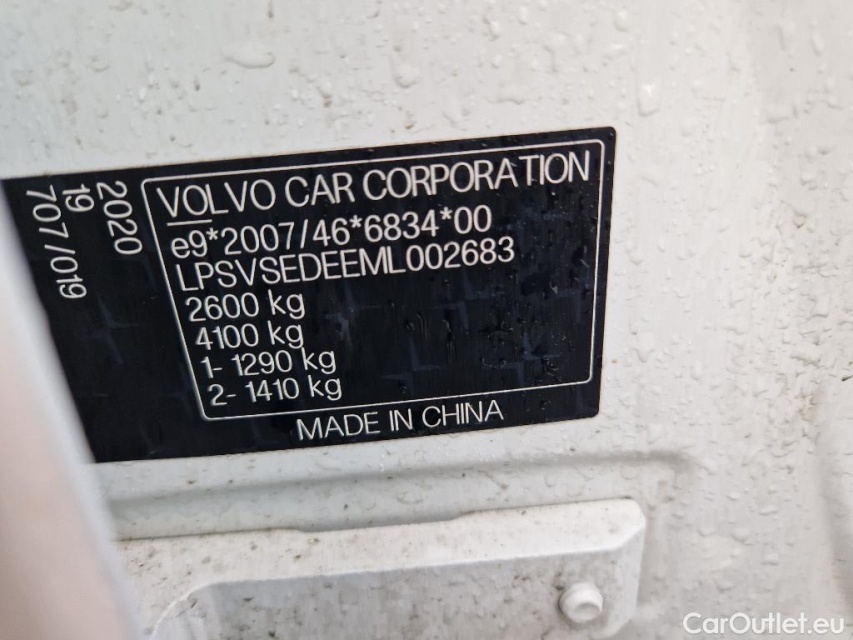 VOLVO CAR CORPORATION
e9*2007/46*6834*00
LPSVSEDEEML002683
2600 kg
4100 kg
1- 1290 kg
2- 1410 kg
MADE IN CHINA
2020
19
707/019
CarOutlet.eu